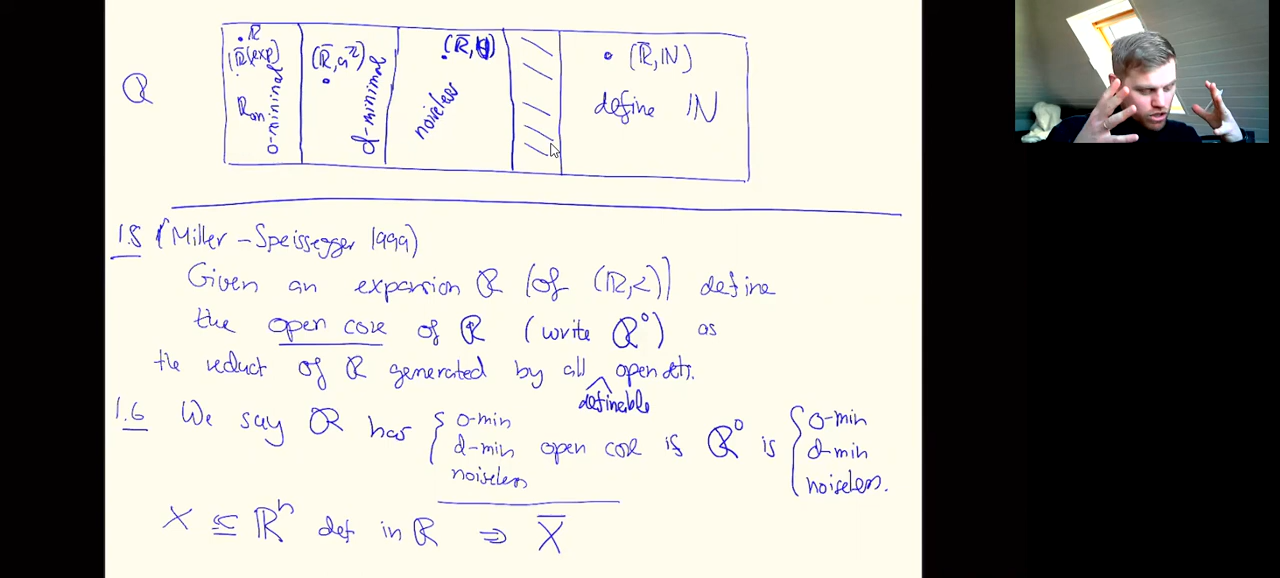 ℝ
(ℝ̄, exp)
ℝan
o-minimal
(ℝ̄, a^ℤ)
d-minimal
noiseless
(ℝ̄, ℕ)
define ℕ
1.5 (Miller-Speissegger 1999)
Given an expansion ℛ (of (ℝ,<)) define
the open core of ℛ (write ℛ°) as
the reduct of ℛ generated by all definable open sets.
1.6 We say ℛ has { o-min d-min noiseless open core if ℛ° is { o-min d-min noiseless.
X ⊆ ℝⁿ def in ℛ ⇒ X̄